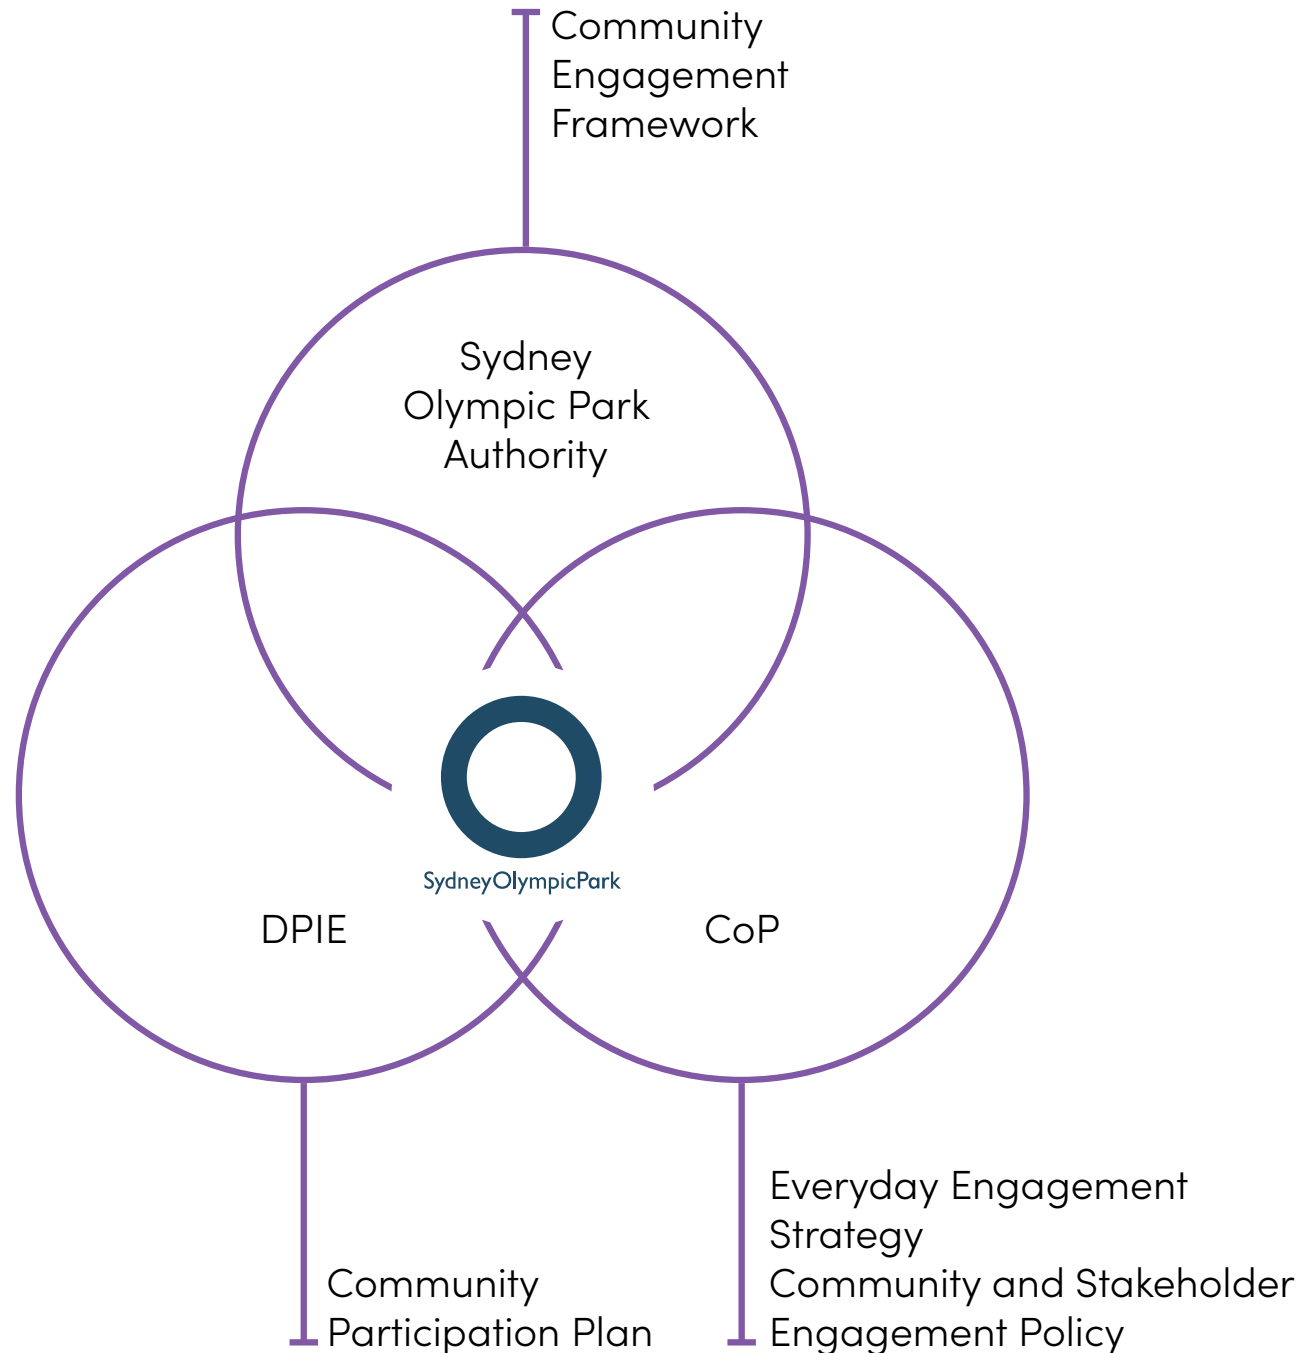 Community
Engagement
Framework
Sydney
Olympic Park
Authority
SydneyOlympicPark
DPIE
CoP
Community
Participation Plan
Everyday Engagement
Strategy
Community and Stakeholder
Engagement Policy